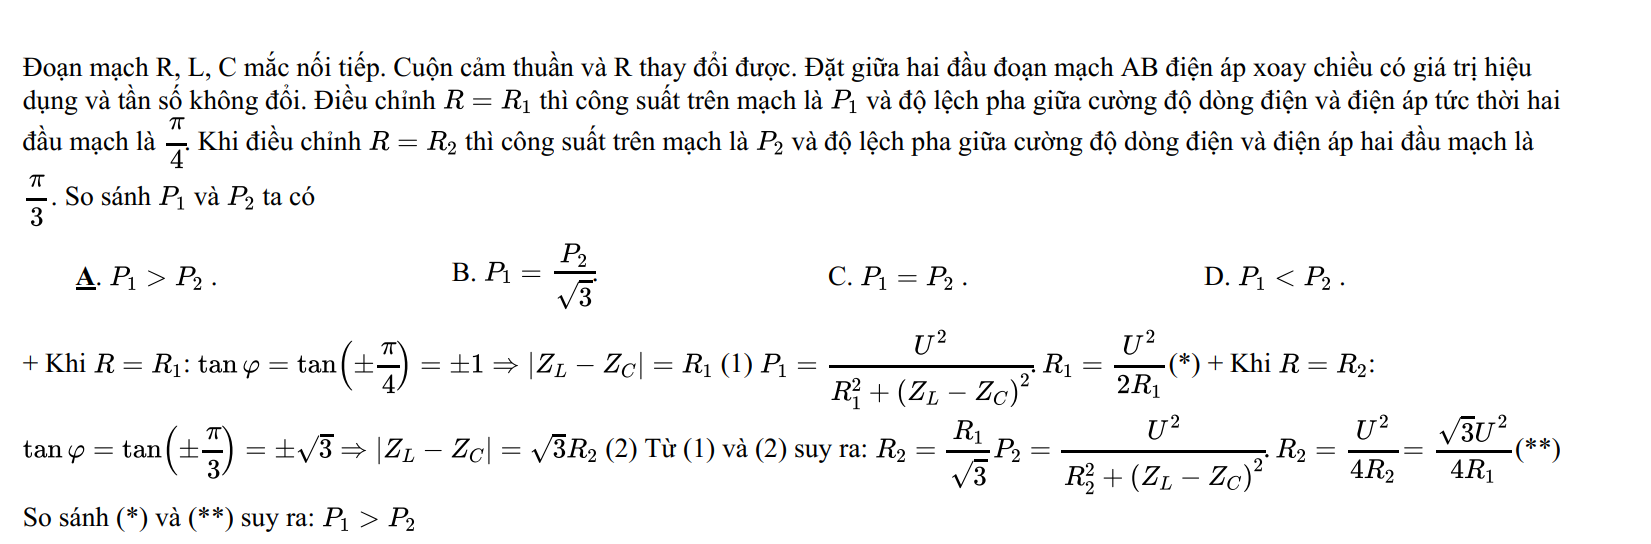 Đoạn mạch R, L, C mắc nối tiếp. Cuộn cảm thuần và R thay đổi được. Đặt giữa hai đầu đoạn mạch AB điện áp xoay chiều có giá trị hiệu
dụng và tần số không đổi. Điều chỉnh $R = R_1$ thì công suất trên mạch là $P_1$ và độ lệch pha giữa cường độ dòng điện và điện áp tức thời hai
đầu mạch là $\frac{\pi}{4}$. Khi điều chỉnh $R = R_2$ thì công suất trên mạch là $P_2$ và độ lệch pha giữa cường độ dòng điện và điện áp hai đầu mạch là
$\frac{\pi}{3}$. So sánh $P_1$ và $P_2$ ta có
A. $P_1 > P_2$ . B. $P_1 = \frac{P_2}{\sqrt{3}}$. C. $P_1 = P_2$ . D. $P_1 < P_2$ .
+ Khi $R = R_1$: $\tan \varphi = \tan\left(\pm\frac{\pi}{4}\right) = \pm 1 \Rightarrow |Z_L - Z_C| = R_1$ (1) $P_1 = \frac{U^2}{R_1^2 + (Z_L - Z_C)^2}. R_1 = \frac{U^2}{2R_1}$(*) + Khi $R = R_2$:
$\tan \varphi = \tan\left(\pm\frac{\pi}{3}\right) = \pm\sqrt{3} \Rightarrow |Z_L - Z_C| = \sqrt{3}R_2$ (2) Từ (1) và (2) suy ra: $R_2 = \frac{R_1}{\sqrt{3}}$ $P_2 = \frac{U^2}{R_2^2 + (Z_L - Z_C)^2}. R_2 = \frac{U^2}{4R_2} = \frac{\sqrt{3}U^2}{4R_1}$(**)
So sánh (*) và (**) suy ra: $P_1 > P_2$